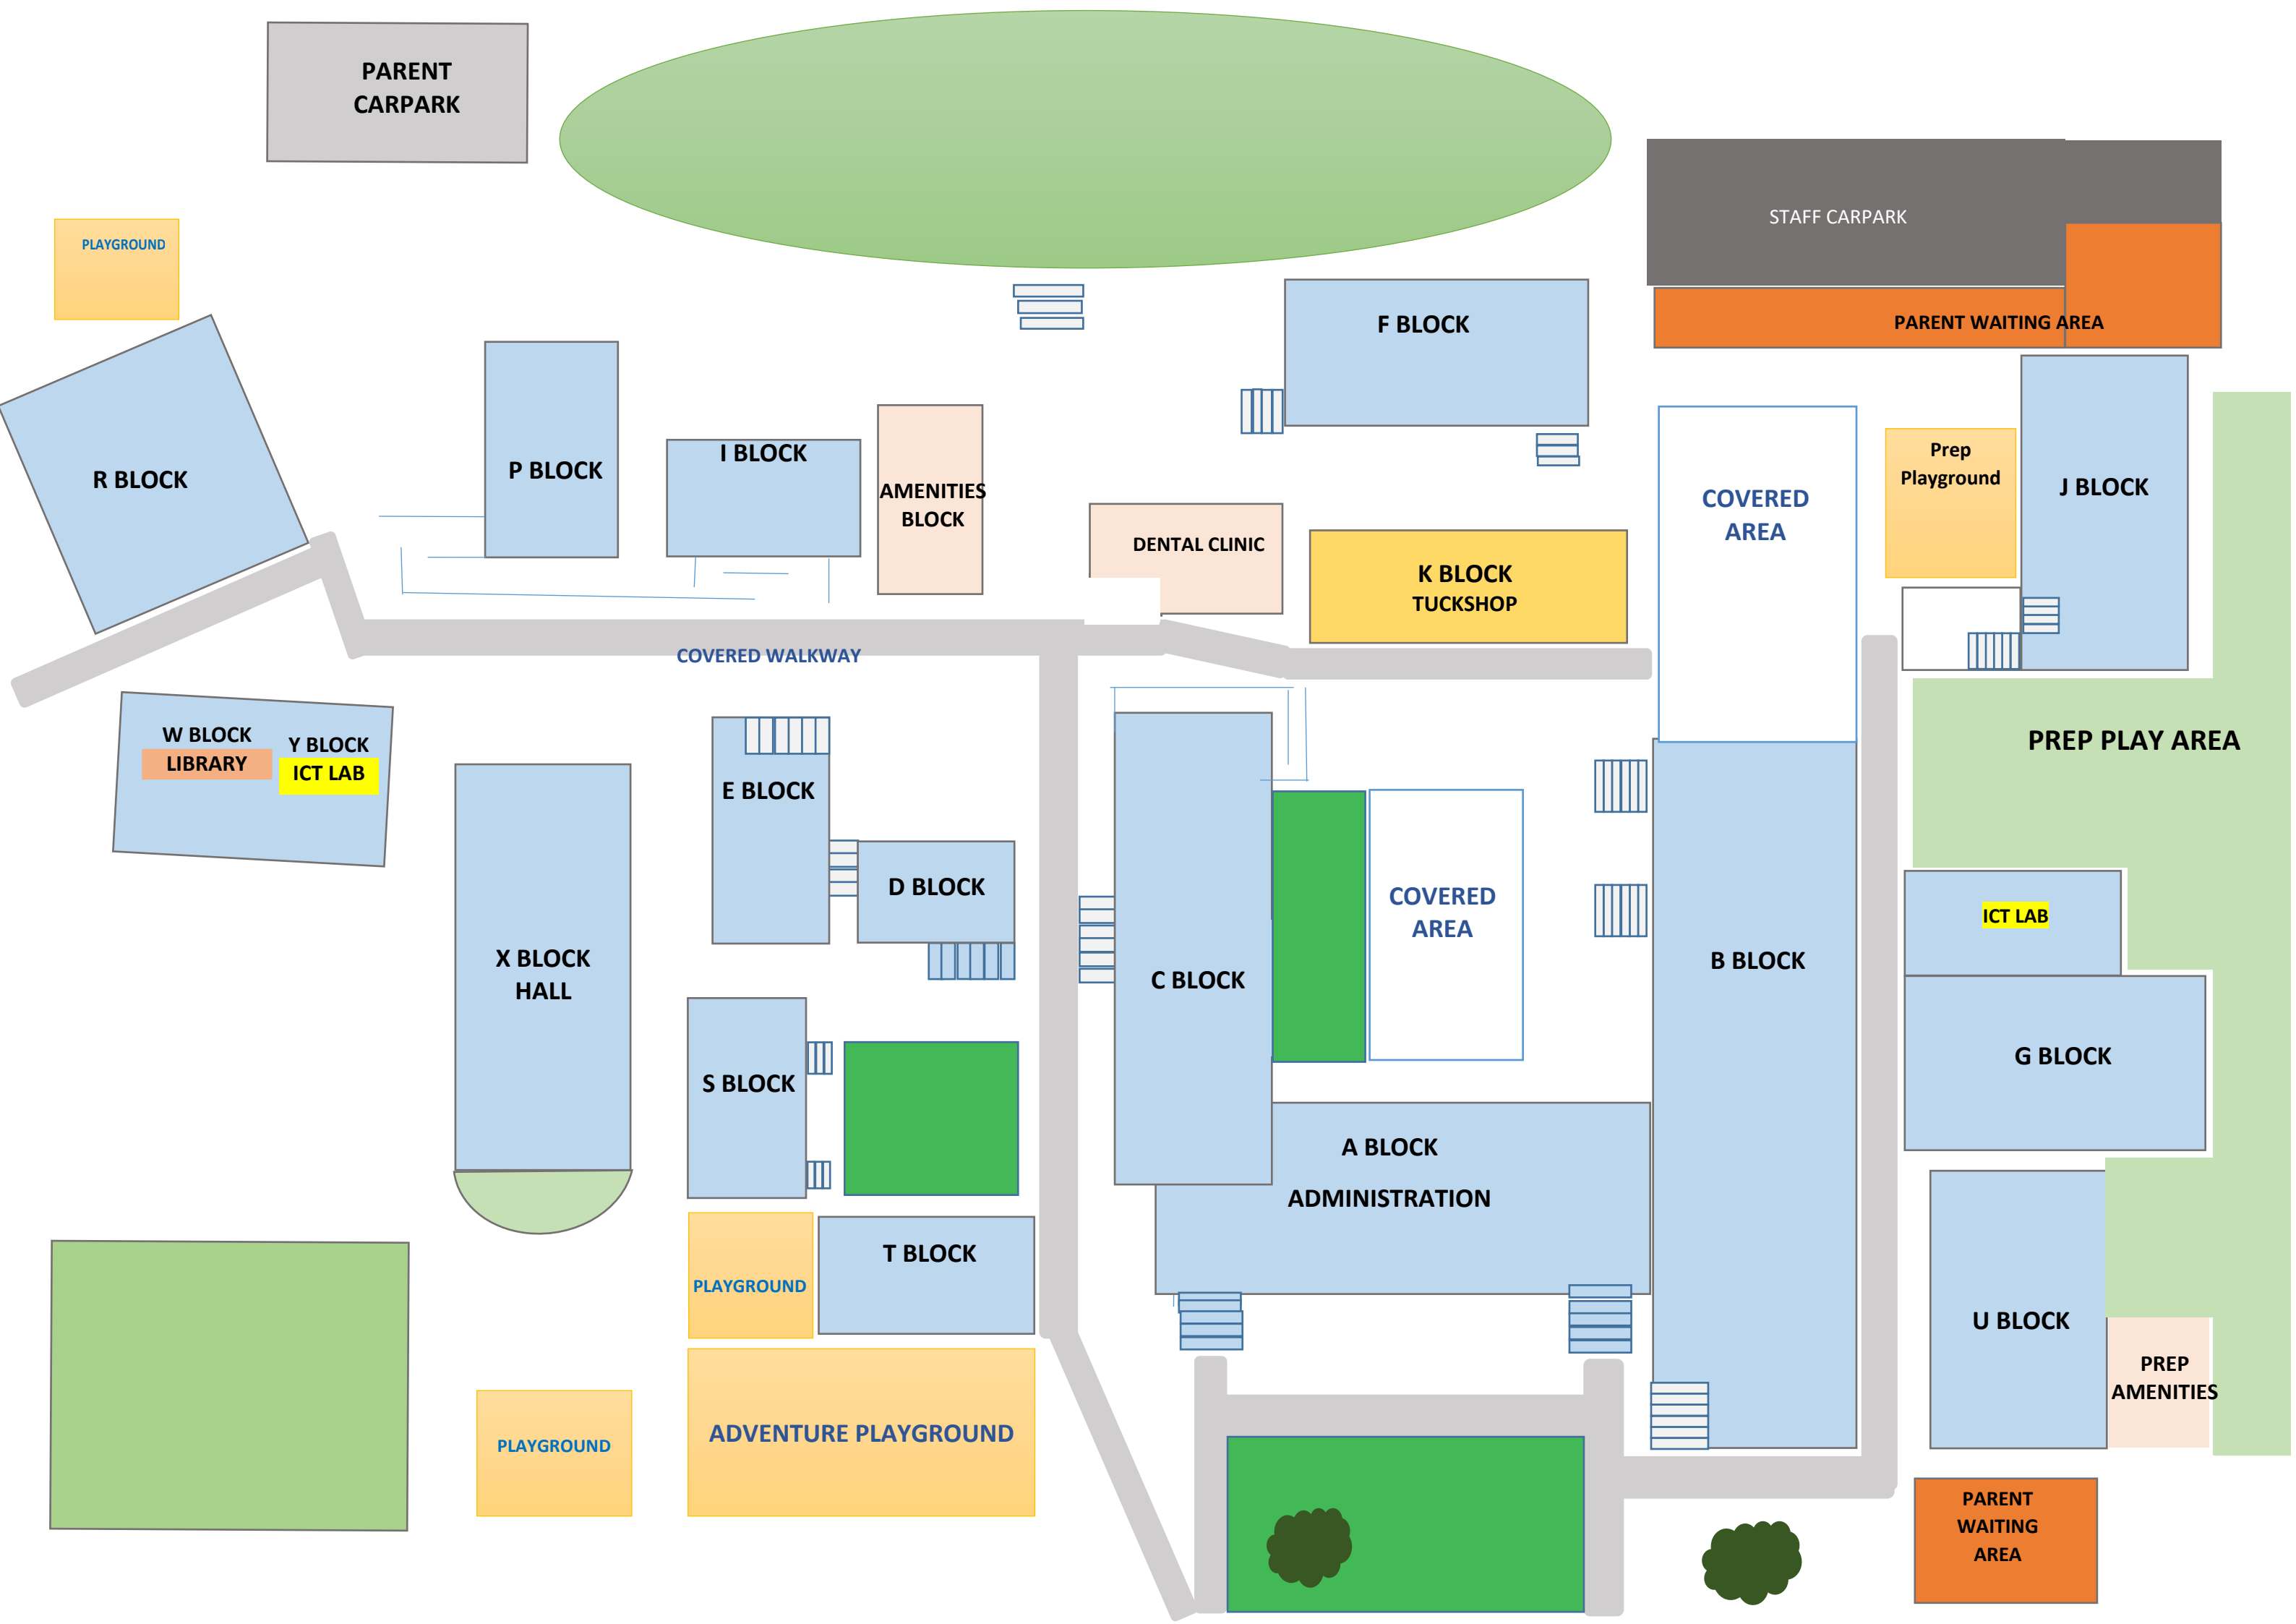 PARENT
CARPARK
STAFF CARPARK
PLAYGROUND
PARENT WAITING AREA
F BLOCK
R BLOCK
P BLOCK
I BLOCK
AMENITIES
BLOCK
DENTAL CLINIC
K BLOCK
TUCKSHOP
COVERED
AREA
Prep
Playground
J BLOCK
COVERED WALKWAY
W BLOCK
LIBRARY
Y BLOCK
ICT LAB
E BLOCK
D BLOCK
X BLOCK
HALL
C BLOCK
COVERED
AREA
B BLOCK
PREP PLAY AREA
ICT LAB
G BLOCK
S BLOCK
A BLOCK
ADMINISTRATION
PLAYGROUND
T BLOCK
U BLOCK
PREP
AMENITIES
PLAYGROUND
ADVENTURE PLAYGROUND
PARENT
WAITING
AREA